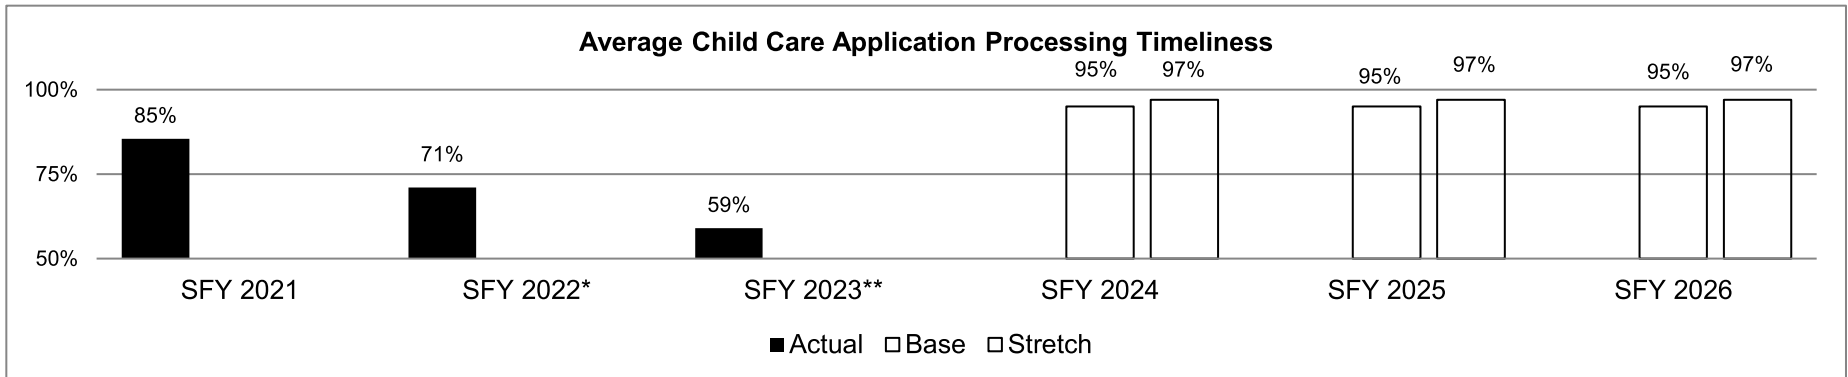 Average Child Care Application Processing Timeliness
95% 97% 95% 97% 95% 97%
100%
85%
71%
75%
59%
50%
SFY 2021 SFY 2022* SFY 2023** SFY 2024 SFY 2025 SFY 2026
Actual Base Stretch